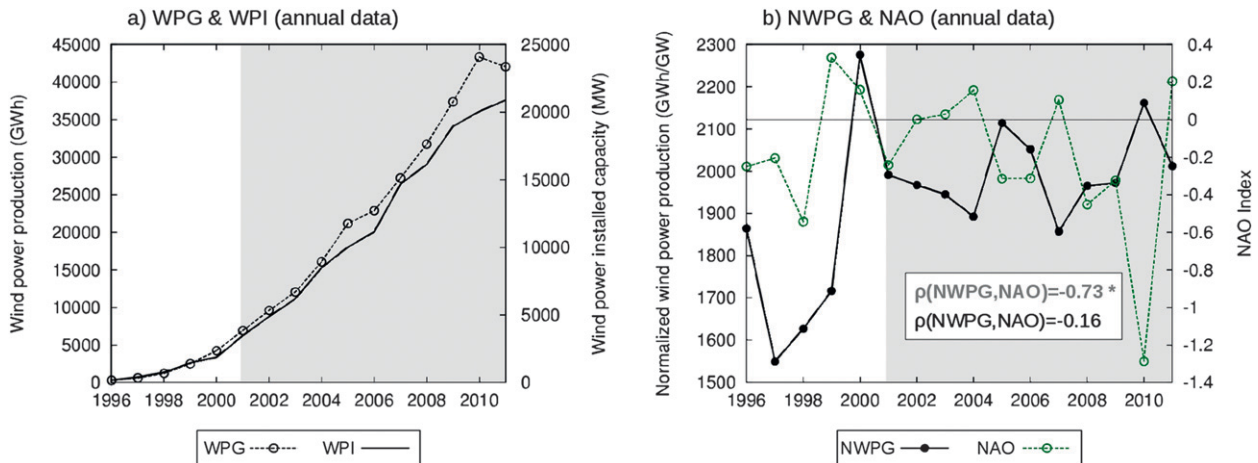 a) WPG & WPI (annual data)
Wind power production (GWh)
45000
40000
35000
30000
25000
20000
15000
10000
5000
0
25000
20000
15000
10000
5000
0
Wind power installed capacity (MW)
1996 1998 2000 2002 2004 2006 2008 2010
WPG WPI
b) NWPG & NAO (annual data)
Normalized wind power production (GWh/GW)
2300
2200
2100
2000
1900
1800
1700
1600
1500
0.4
0.2
0
-0.2
-0.4
-0.6
-0.8
-1
-1.2
-1.4
NAO Index
ρ(NWPG,NAO)=-0.73 *
ρ(NWPG,NAO)=-0.16
1996 1998 2000 2002 2004 2006 2008 2010
NWPG NAO